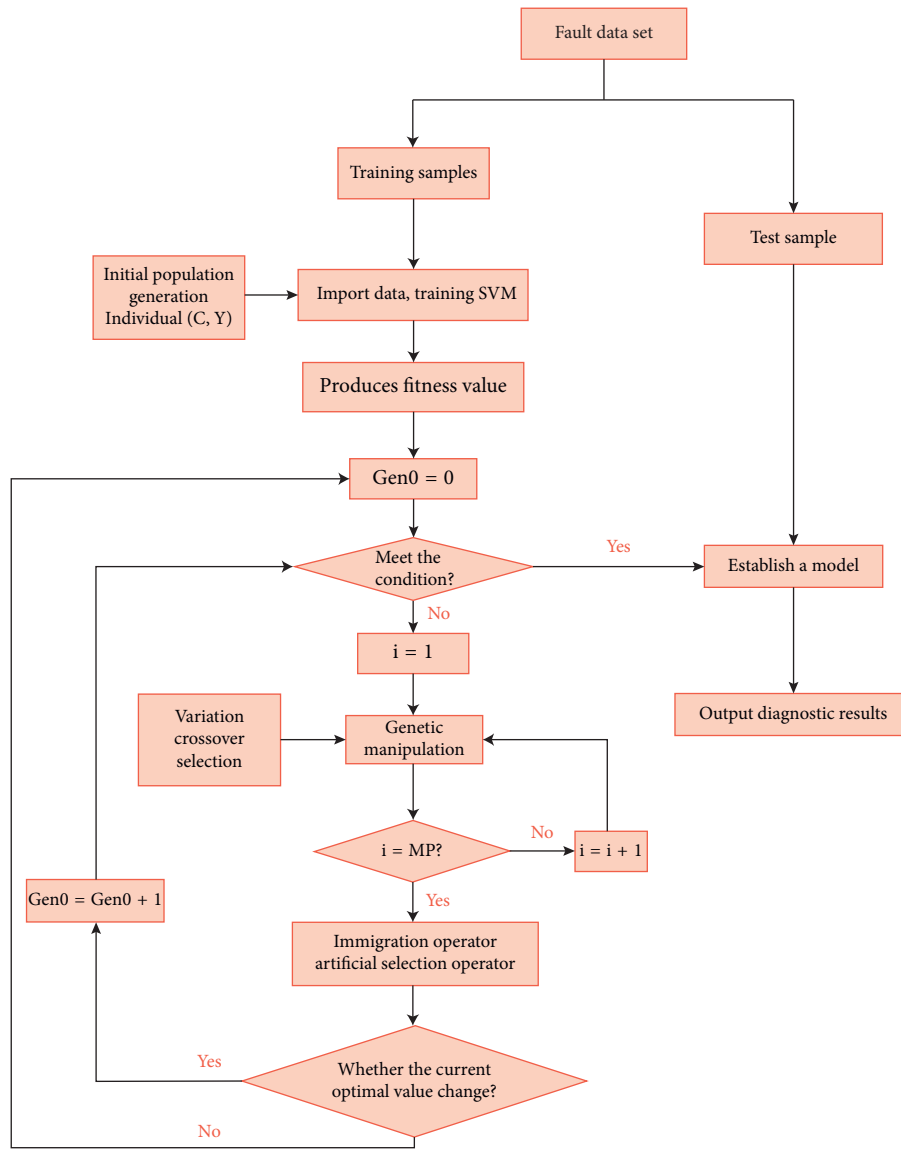 Fault data set
Training samples
Test sample
Initial population
generation
Individual (C, Y)
Import data, training SVM
Produces fitness value
Gen0 = 0
Meet the
condition?
Yes
Establish a model
No
i = 1
Output diagnostic results
Variation
crossover
selection
Genetic
manipulation
i = MP?
No
i = i + 1
Gen0 = Gen0 + 1
Yes
Immigration operator
artificial selection operator
Whether the current
optimal value change?
Yes
No